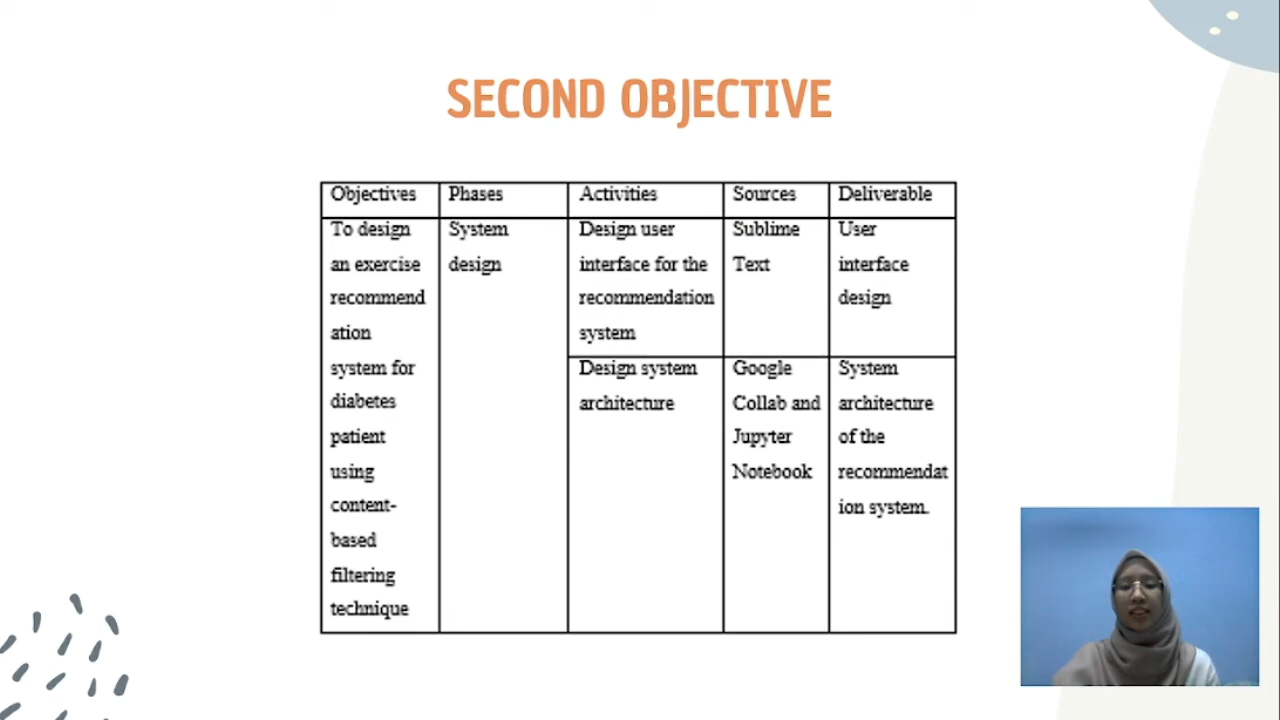 SECOND OBJECTIVE
Objectives
Phases
Activities
Sources
Deliverable
To design
an exercise
recommend
ation
system for
diabetes
patient
using
content-
based
filtering
technique
System
design
Design user
interface for the
recommendation
system
Sublime
Text
User
interface
design
Design system
architecture
Google
Collab and
Jupyter
Notebook
System
architecture
of the
recommendat
ion system.